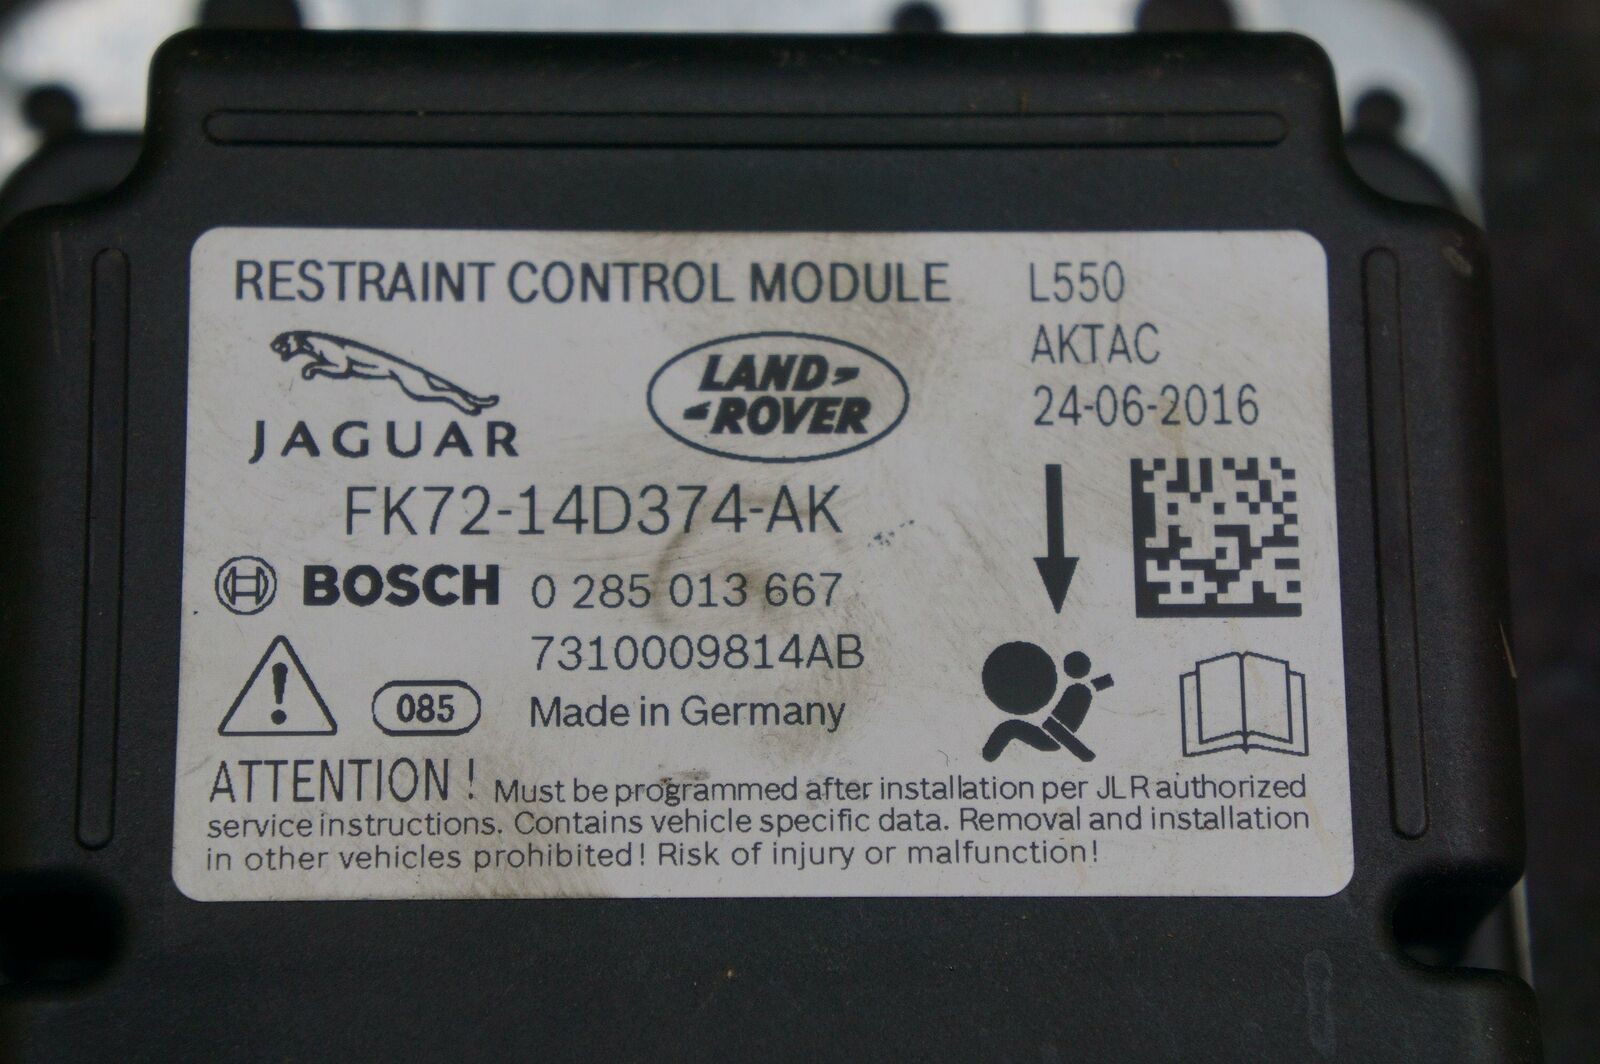 RESTRAINT CONTROL MODULE L550
AKTAC
24-06-2016
JAGUAR
LAND-
-ROVER
FK72-14D374-AK
BOSCH 0 285 013 667
7310009814AB
085 Made in Germany
ATTENTION ! Must be programmed after installation per JLR authorized
service instructions. Contains vehicle specific data. Removal and installation
in other vehicles prohibited! Risk of injury or malfunction!